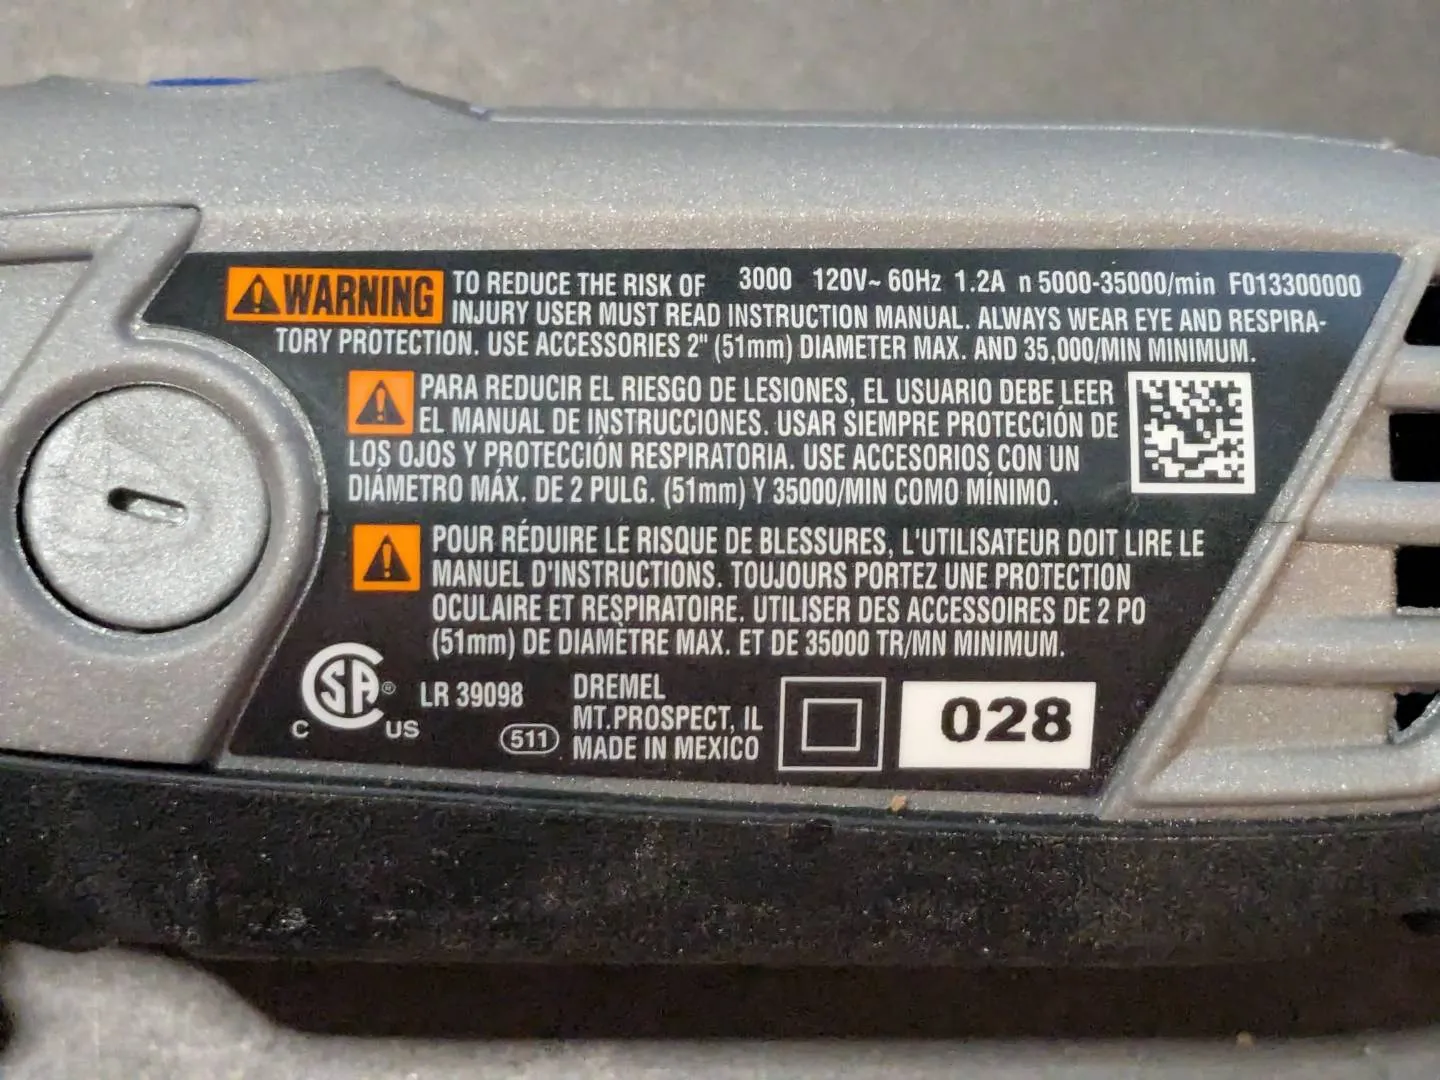 WARNING TO REDUCE THE RISK OF 3000 120V~ 60Hz 1.2A n 5000-35000/min F013300000
INJURY USER MUST READ INSTRUCTION MANUAL. ALWAYS WEAR EYE AND RESPIRA-
TORY PROTECTION. USE ACCESSORIES 2" (51mm) DIAMETER MAX. AND 35,000/MIN MINIMUM.
PARA REDUCIR EL RIESGO DE LESIONES, EL USUARIO DEBE LEER
EL MANUAL DE INSTRUCCIONES. USAR SIEMPRE PROTECCIÓN DE
LOS OJOS Y PROTECCIÓN RESPIRATORIA. USE ACCESORIOS CON UN
DIÁMETRO MÁX. DE 2 PULG. (51mm) Y 35000/MIN COMO MÍNIMO.
POUR RÉDUIRE LE RISQUE DE BLESSURES, L'UTILISATEUR DOIT LIRE LE
MANUEL D'INSTRUCTIONS. TOUJOURS PORTEZ UNE PROTECTION
OCULAIRE ET RESPIRATOIRE. UTILISER DES ACCESSOIRES DE 2 PO
(51mm) DE DIAMÈTRE MAX. ET DE 35000 TR/MN MINIMUM.
C SA ® US
LR 39098
511
DREMEL
MT.PROSPECT, IL
MADE IN MEXICO
028